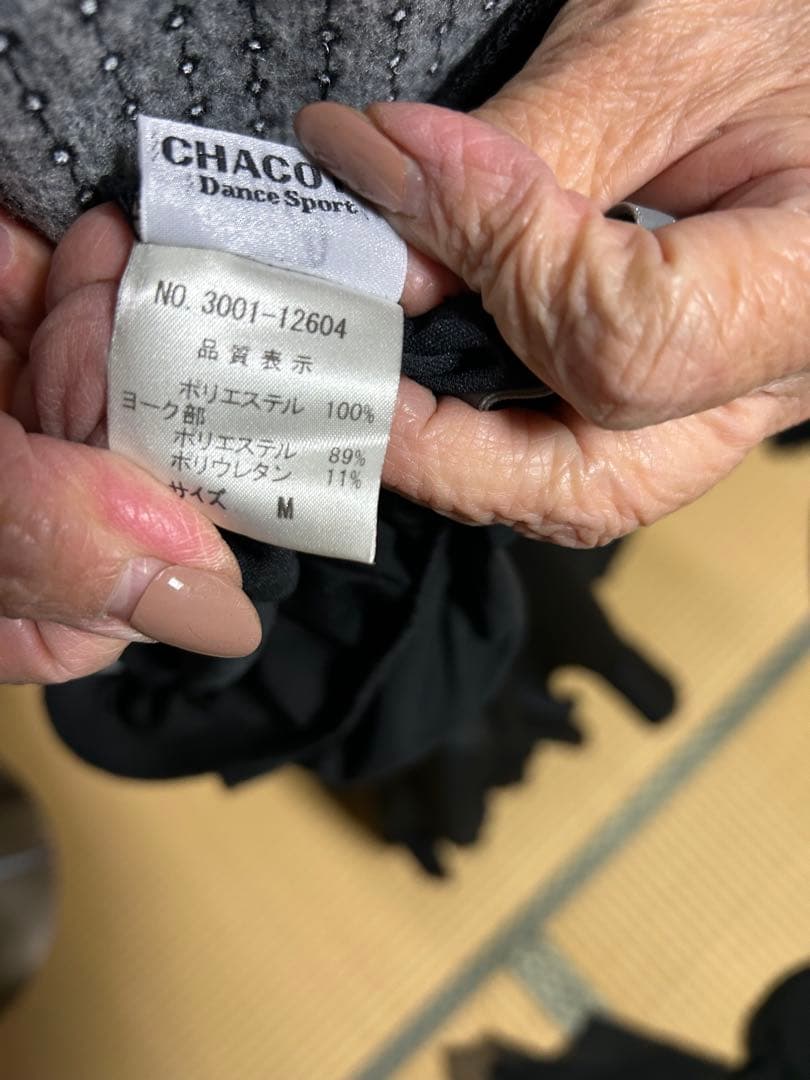 CHACO
Dance Sport
NO. 3001-12604
品質表示
ポリエステル 100%
ヨーク部
ポリエステル 89%
ポリウレタン 11%
サイズ M